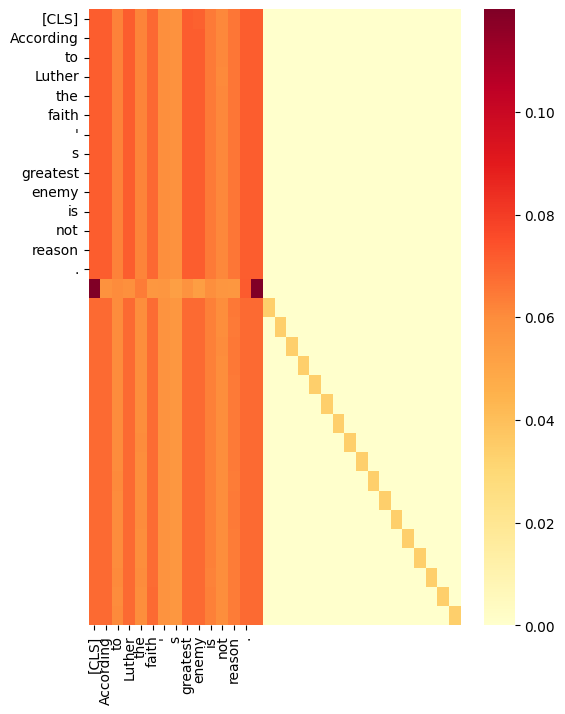 [CLS]
According
to
Luther
the
faith
'
s
greatest
enemy
is
not
reason
.
0.10
0.08
0.06
0.04
0.02
0.00
[CLS]
According
to
Luther
the
faith
'
s
greatest
enemy
is
not
reason
.